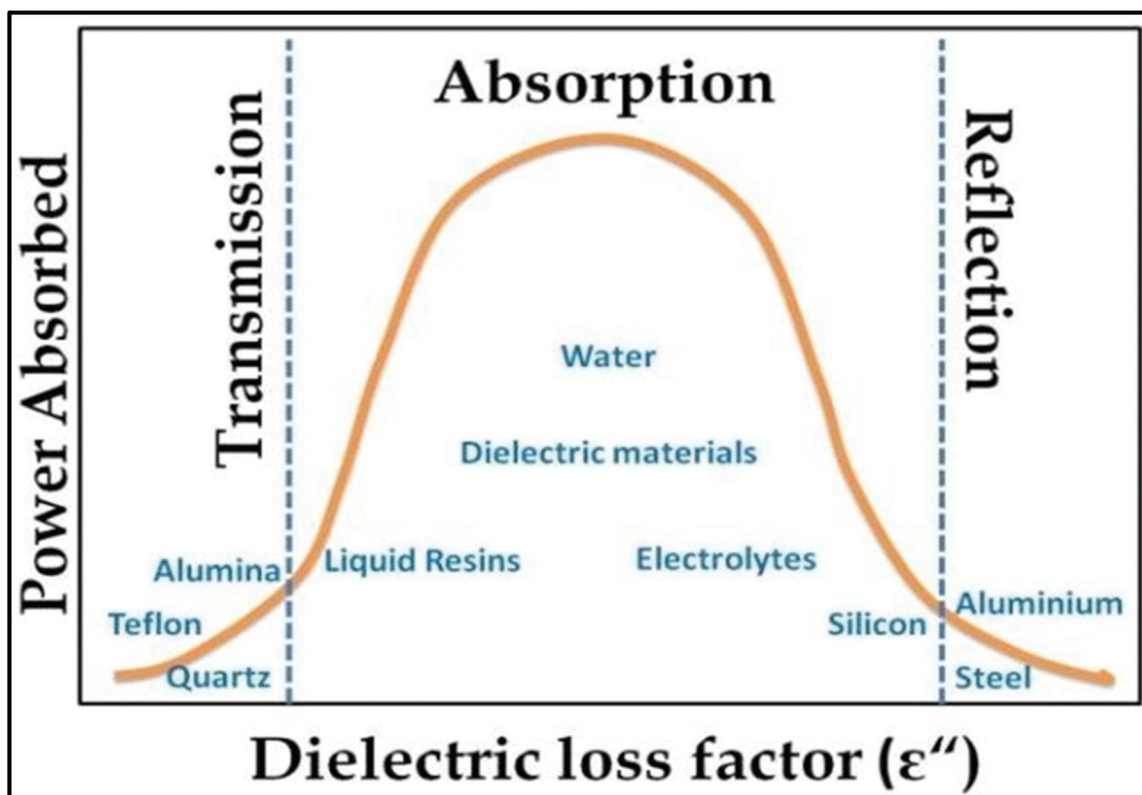 Absorption
Transmission
Reflection
Power Absorbed
Water
Dielectric materials
Liquid Resins
Electrolytes
Alumina
Teflon
Quartz
Silicon
Aluminium
Steel
Dielectric loss factor (ε“)